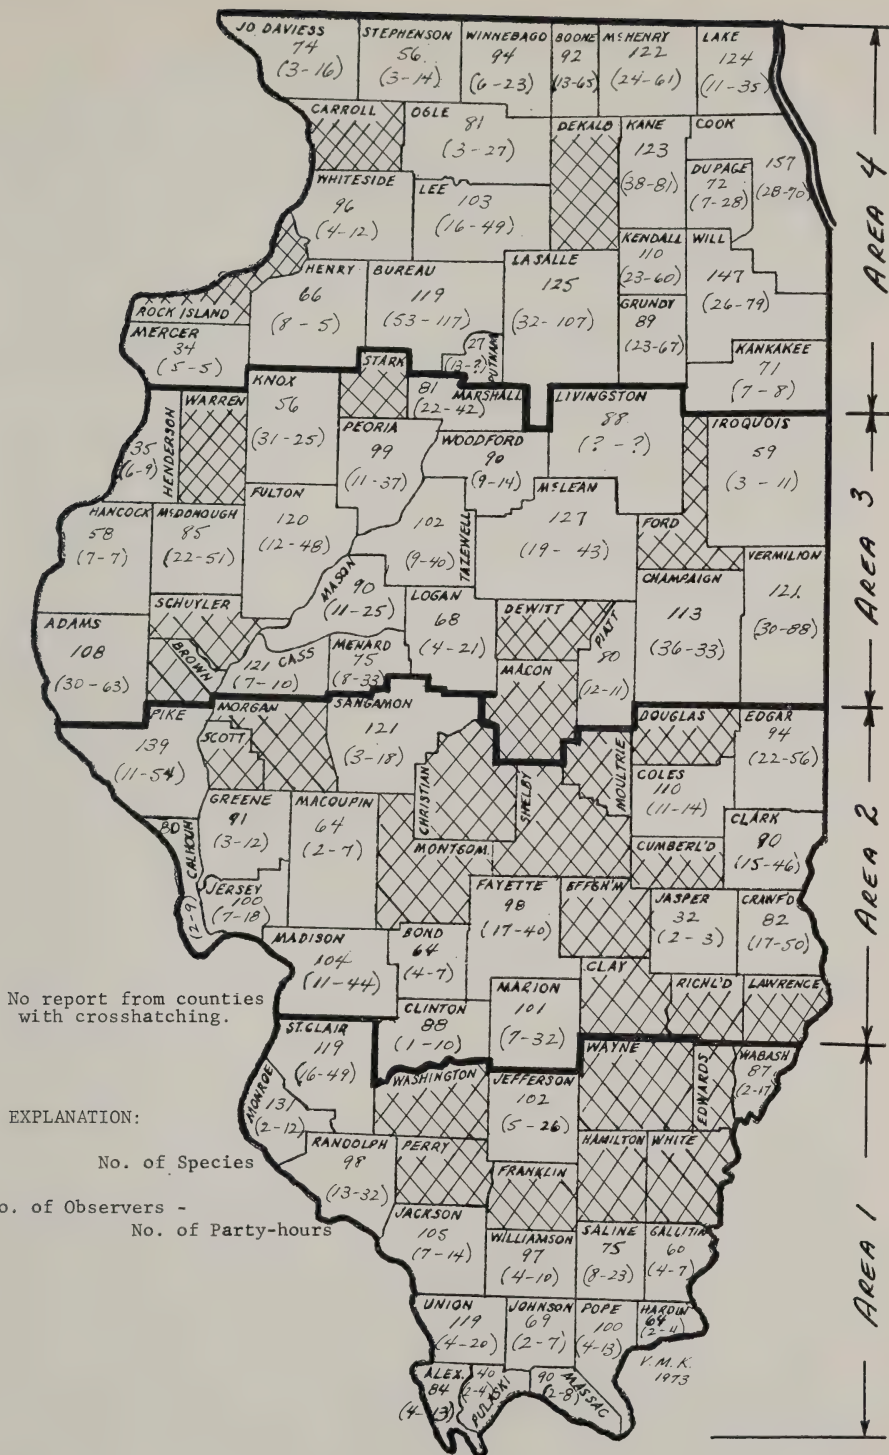 JO DAVIESS
74
(3-16)
STEPHENSON
56
(3-14)
WINNEBAGO
94
(6-23)
BOONE
92
(13-65)
McHENRY
122
(24-61)
LAKE
124
(11-35)
CARROLL
OGLE
81
(3-27)
DEKALB
KANE
123
(38-81)
COOK
157
(28-70)
DUPAGE
72
(7-28)
WHITESIDE
96
(4-12)
LEE
103
(16-49)
KENDALL
110
(23-60)
WILL
147
(26-79)
ROCK ISLAND
HENRY
66
(8-5)
BUREAU
119
(53-117)
LASALLE
125
(32-107)
GRUNDY
89
(23-67)
MERCER
34
(5-5)
27
(13-?)
PUTNAM
KANKAKEE
71
(7-8)
AREA 4
HENDERSON
35
(6-9)
WARREN
KNOX
56
(31-25)
STARK
81
MARSHALL
(22-42)
LIVINGSTON
88
(?-?)
IROQUOIS
59
(3-11)
PEORIA
99
(11-37)
WOODFORD
90
(9-14)
HANCOCK
58
(7-7)
McDONOUGH
85
(22-51)
FULTON
120
(12-48)
102
(9-40)
TAZEWELL
McLEAN
127
(19-43)
FORD
VERMILION
121
(30-88)
MASON
90
(11-25)
LOGAN
68
(4-21)
DEWITT
PIATT
80
(12-11)
CHAMPAIGN
113
(36-33)
ADAMS
108
(30-63)
SCHUYLER
BROWN
CASS
121
(7-10)
MENARD
75
(8-33)
MACON
AREA 3
PIKE
139
(11-54)
SCOTT
MORGAN
SANGAMON
121
(3-18)
CHRISTIAN
SHELBY
MOULTRIE
DOUGLAS
EDGAR
94
(22-56)
COLES
110
(11-14)
80
CALHOUN
(2-9)
GREENE
91
(3-12)
MACOUPIN
64
(2-7)
MONTGOM.
CUMBERL'D
CLARK
90
(15-46)
JERSEY
100
(7-18)
FAYETTE
98
(17-40)
EFFGH'M
JASPER
32
(2-3)
CRAWF'D
82
(17-50)
MADISON
104
(11-44)
BOND
64
(4-7)
CLAY
RICHL'D
LAWRENCE
CLINTON
88
(1-10)
MARION
101
(7-32)
AREA 2
No report from counties
with crosshatching.
ST. CLAIR
119
(16-49)
MONROE
131
(2-12)
WASHINGTON
JEFFERSON
102
(5-26)
WAYNE
EDWARDS
WABASH
87
(2-17)
EXPLANATION:
No. of Species
o. of Observers -
No. of Party-hours
RANDOLPH
98
(13-32)
PERRY
FRANKLIN
HAMILTON
WHITE
JACKSON
105
(7-14)
WILLIAMSON
97
(4-10)
SALINE
75
(8-23)
GALLITIN
60
(4-7)
UNION
119
(4-20)
JOHNSON
69
(2-7)
POPE
100
(4-13)
HARDIN
64
(2-4)
ALEX.
84
(4-13)
40
(2-4)
PULASKI
90
(2-8)
MASSAC
V.M.K.
1973
AREA 1